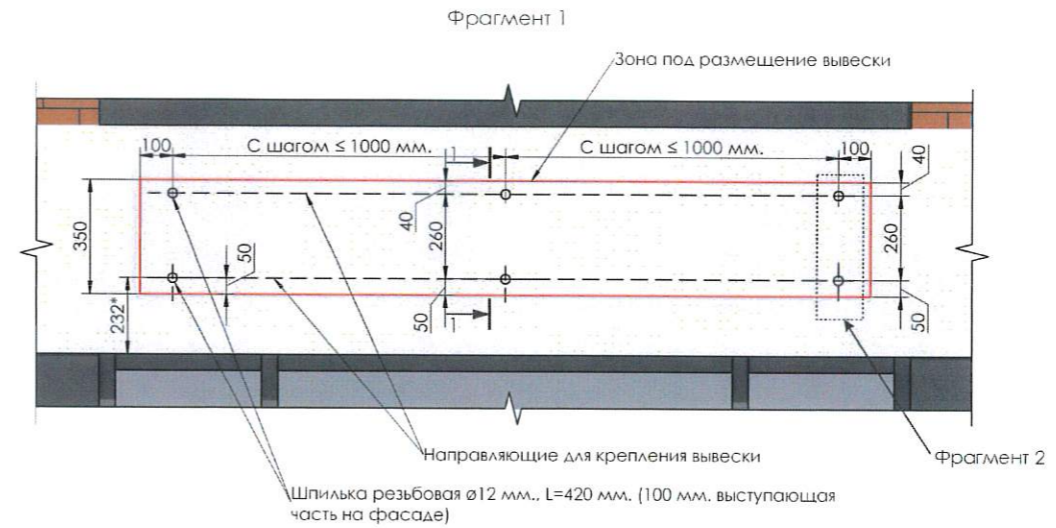 Фрагмент 1
Зона под размещение вывески
100
С шагом ≤ 1000 мм.
1
С шагом ≤ 1000 мм.
100
40
40
350
260
260
50
50
50
232*
1
Направляющие для крепления вывески
Фрагмент 2
Шпилька резьбовая ø12 мм., L=420 мм. (100 мм. выступающая
часть на фасаде)